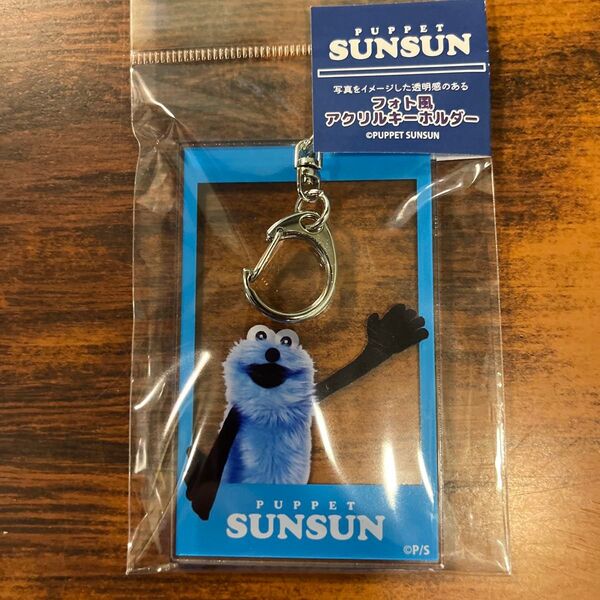 PUPPET
SUNSUN
写真をイメージした透明感のある
フォト風
アクリルキーホルダー
©PUPPET SUNSUN
PUPPET
SUNSUN
©P/S